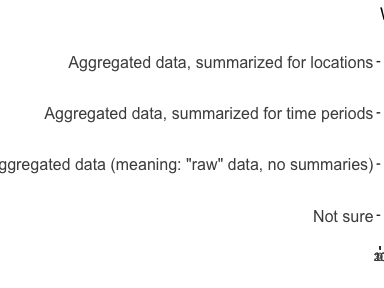 Aggregated data, summarized for locations
Aggregated data, summarized for time periods
data (meaning: "raw" data, no summaries)
Not sure